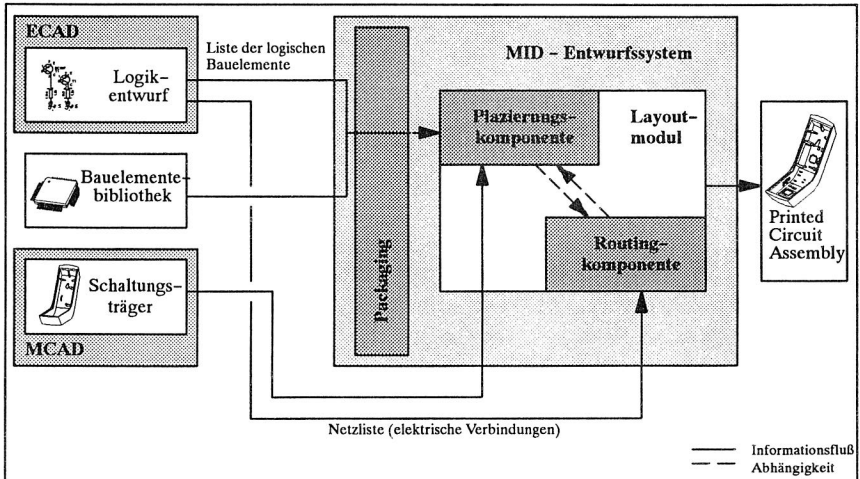 ECAD
Logik-
entwurf
Liste der logischen
Bauelemente
Bauelemente-
bibliothek
Schaltungs-
träger
MCAD
Packaging
MID – Entwurfssystem
Plazierungs-
komponente
Layout-
modul
Routing-
komponente
Printed
Circuit
Assembly
Netzliste (elektrische Verbindungen)
Informationsfluß
Abhängigkeit